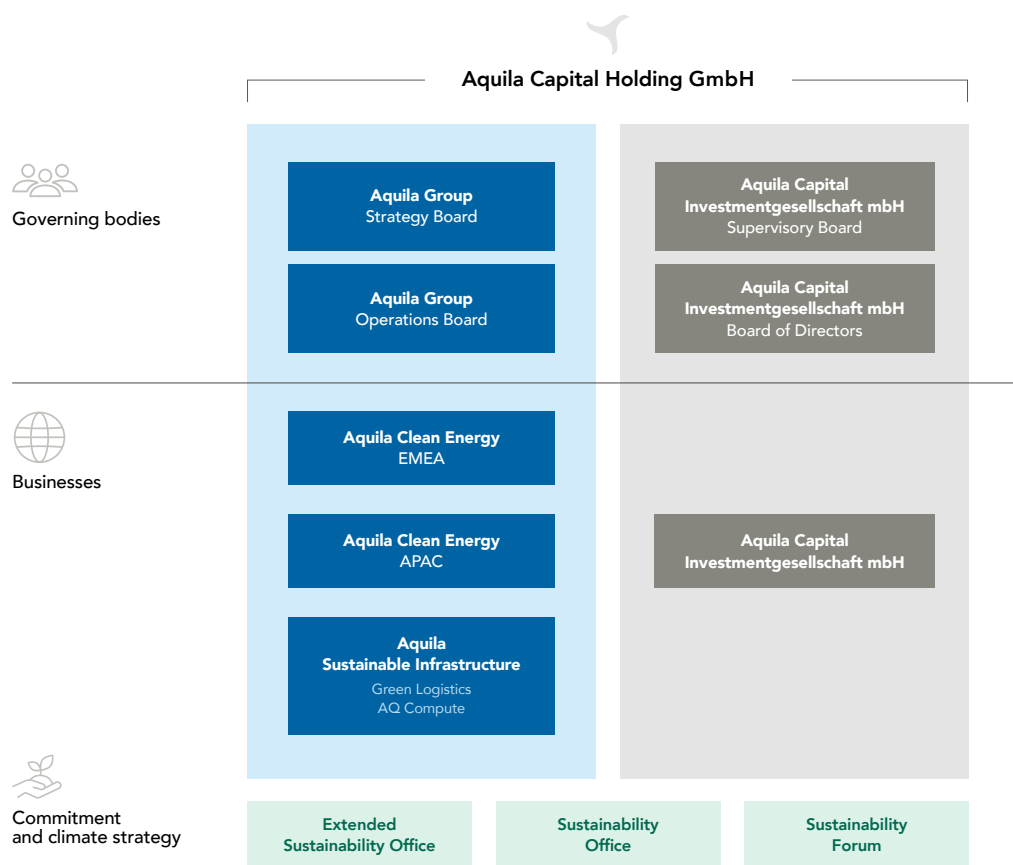 Aquila Capital Holding GmbH
Governing bodies
Aquila Group
Strategy Board
Aquila Capital
Investmentgesellschaft mbH
Supervisory Board
Aquila Group
Operations Board
Aquila Capital
Investmentgesellschaft mbH
Board of Directors
Businesses
Aquila Clean Energy
EMEA
Aquila Clean Energy
APAC
Aquila Capital
Investmentgesellschaft mbH
Aquila
Sustainable Infrastructure
Green Logistics
AQ Compute
Commitment
and climate strategy
Extended
Sustainability Office
Sustainability
Office
Sustainability
Forum